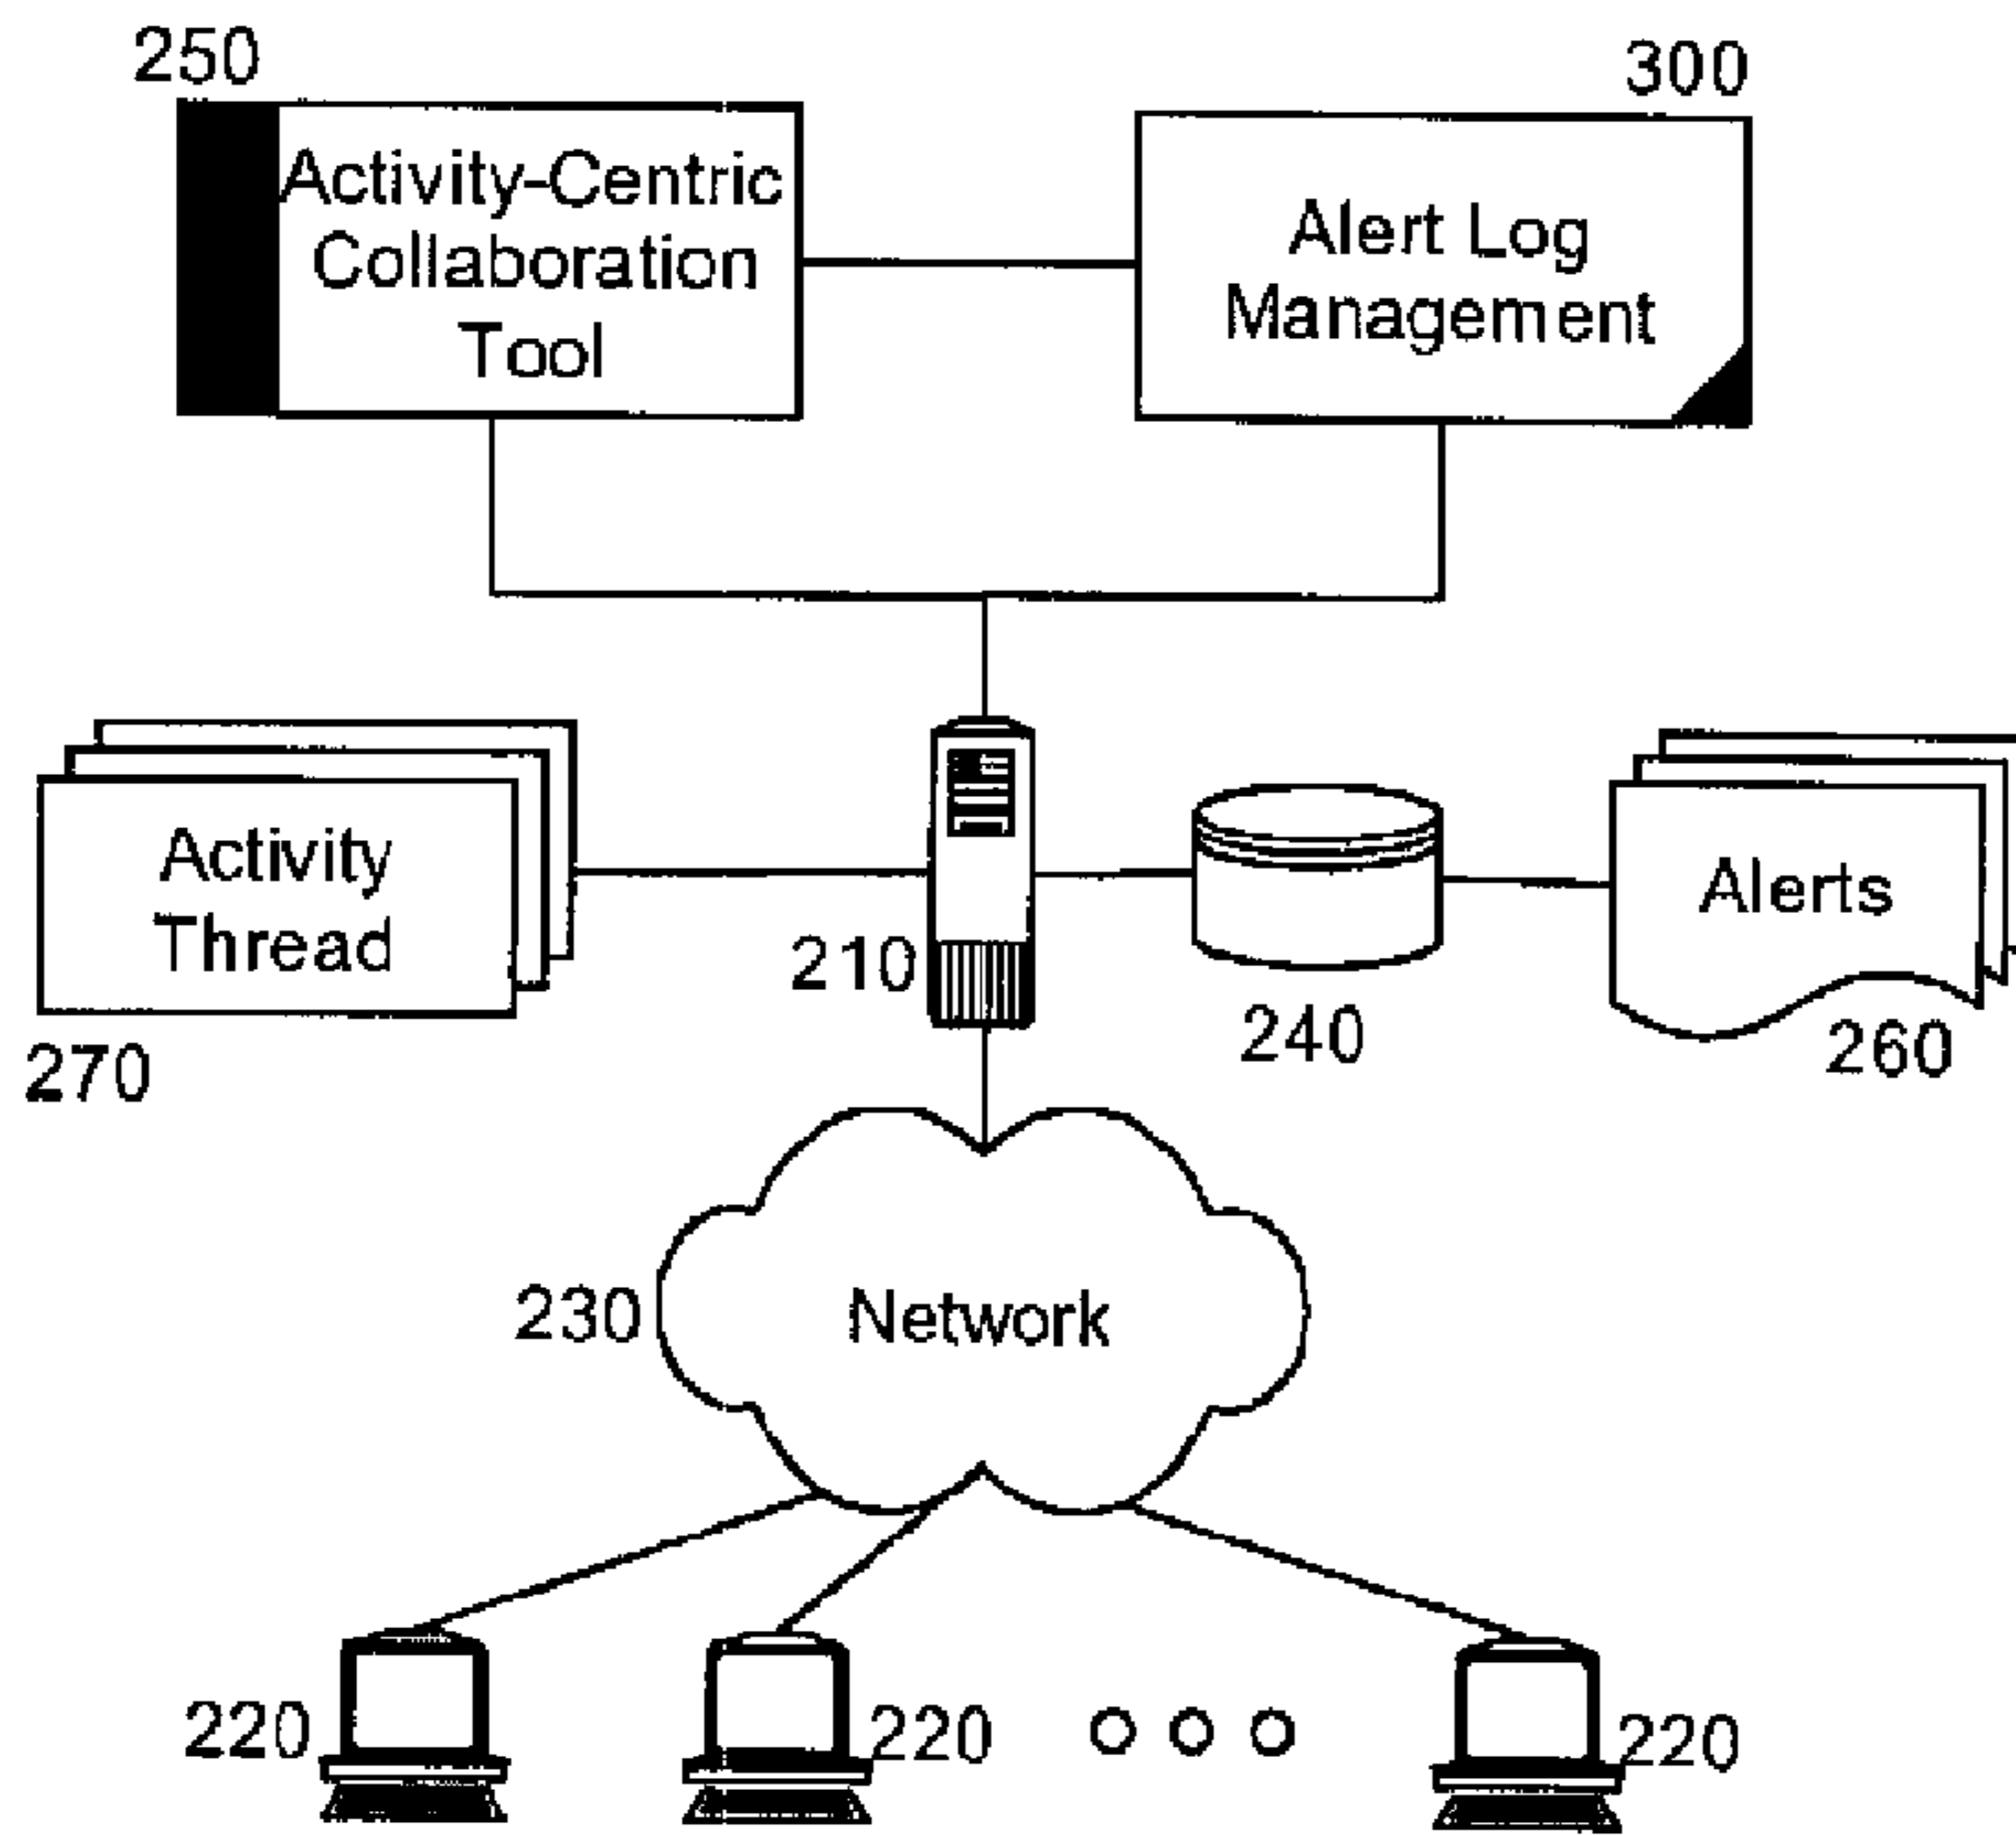 250
300
Activity-Centric
Collaboration
Tool
Alert Log
Management
Activity
Thread
270
210
240
Alerts
260
230
Network
220
220
220